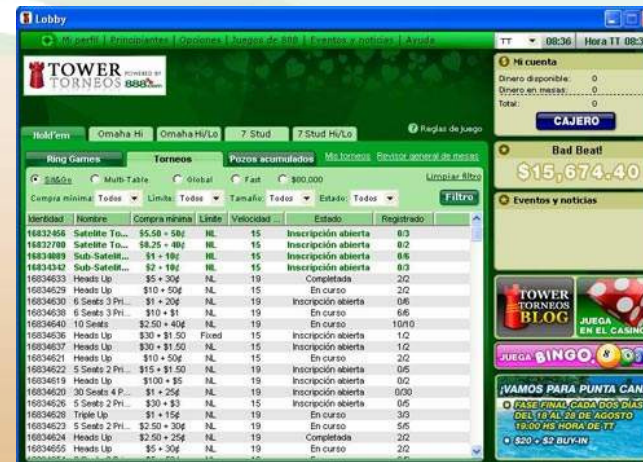 Lobby
Mi perfil | Principiantes | Opciones | Juegos de 888 | Eventos y noticias | Ayuda
TT 08:36 Hora TT 08:3
TOWER POWERED BY
TORNEOS 888.com
Mi cuenta
Dinero disponible: 0
Dinero en mesas: 0
Total: 0
CAJERO
Hold'em Omaha Hi Omaha Hi/Lo 7 Stud 7 Stud Hi/Lo Reglas de juego
Ring Games Torneos Pozos acumulados Mis torneos Revisor general de mesas
Bad Beat!
$15,674.40
Sit&Go Multi-Table Global Fast $80,000 Limpiar filtro
Compra mínima: Todos Límite: Todos Tamaño: Todos Estado: Todos Filtro
Eventos y noticias
Identidad Nombre Compra mínima Límite Velocidad ... Estado Registrado
16832456 Satelite To... $5.50 + 50¢ NL 15 Inscripción abierta 0/3
16832700 Satelite To... $8.25 + 40¢ NL 15 Inscripción abierta 0/2
16834089 Sub-Satelit... $1 + 10¢ NL 15 Inscripción abierta 0/6
16834342 Sub-Satelit... $2 + 10¢ NL 15 Inscripción abierta 0/3
16834633 Heads Up $5 + 30¢ NL 19 Completada 2/2
16834629 Heads Up $10 + 50¢ NL 15 En curso 2/2
16834630 6 Seats 3 Pri... $1 + 20¢ NL 19 Inscripción abierta 0/6
16834638 6 Seats 3 Pri... $10 + $1 NL 19 En curso 6/6
16834640 10 Seats $2.50 + 40¢ NL 19 En curso 10/10
16834636 Heads Up $30 + $1.50 Fixed 15 Inscripción abierta 1/2
16834637 Heads Up $30 + $1.50 NL 15 Inscripción abierta 1/2
16834621 Heads Up $10 + 50¢ NL 19 En curso 2/2
16834622 5 Seats 2 Pri... $15 + $1.50 NL 19 Inscripción abierta 0/5
16834619 Heads Up $100 + $5 NL 19 Inscripción abierta 0/2
16834620 30 Seats 4 P... $1 + 25¢ NL 19 Inscripción abierta 0/30
16834626 5 Seats 2 Pri... $30 + $3 NL 15 Inscripción abierta 0/5
16834628 Triple Up $1 + 15¢ NL 19 En curso 3/3
16834623 5 Seats 2 Pri... $2.50 + 30¢ NL 19 En curso 5/5
16834624 Heads Up $2.50 + 25¢ NL 19 Completada 2/2
16834655 Heads Up $5 + 30¢ NL 19 En curso 2/2
TOWER
TORNEOS
BLOG
JUEGA
EN EL CASINO
JUEGA BINGO
¡VAMOS PARA PUNTA CAN
FASE FINAL CADA DOS DÍAS
DEL 18 AL 28 DE AGOSTO
19:00 HS HORA DE TT
$20 + $2 BUY-IN